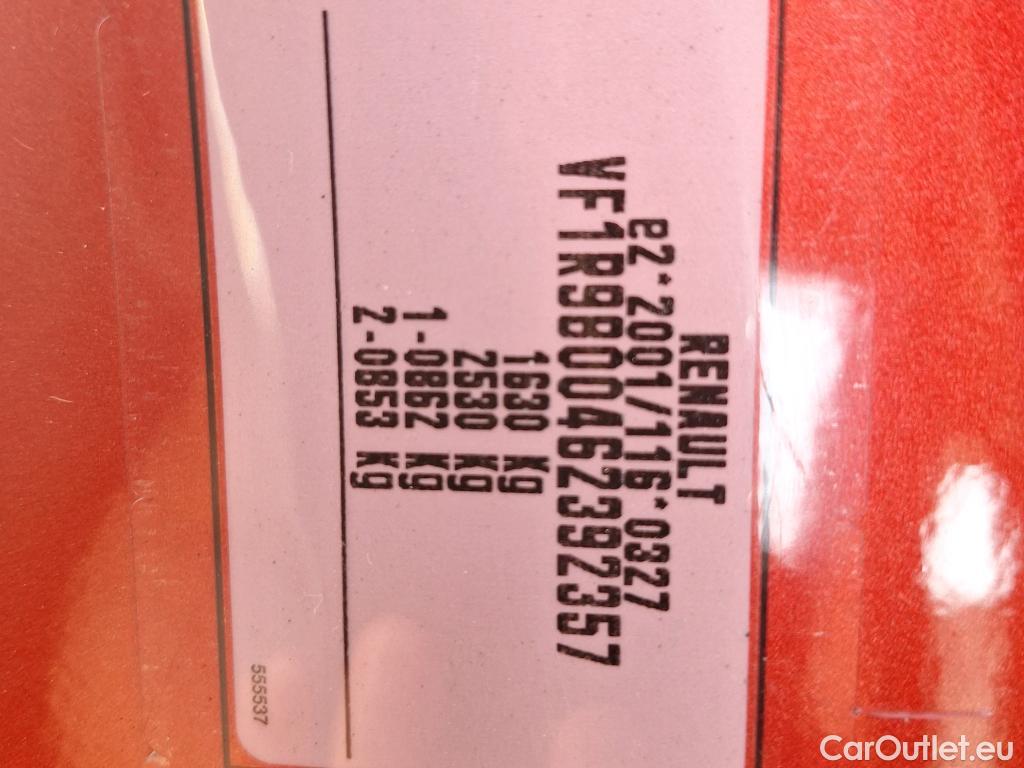 RENAULT
e2*2001/116*0327
VF1R9800462392357
1630 Kg
2530 Kg
1-0862 Kg
2-0853 Kg
555537
CarOutlet.eu